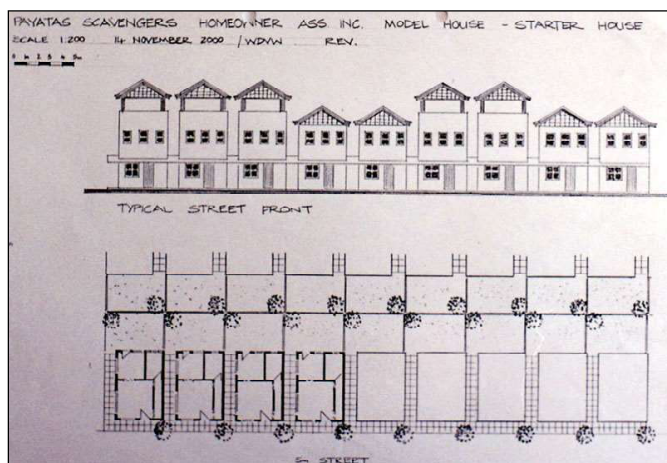 PAYATAS SCAVENGERS HOMEOWNER ASS. INC. MODEL HOUSE - STARTER HOUSE
SCALE 1:200 14 NOVEMBER 2000 / WDVW REV.
TYPICAL STREET FRONT
STREET